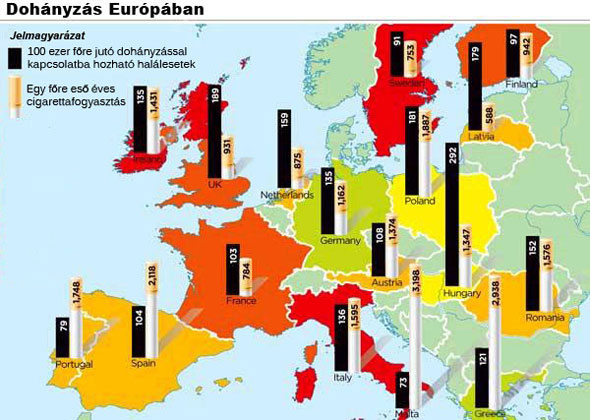 Dohányzás Európában
Jelmagyarázat
100 ezer főre jutó dohányzással
kapcsolatba hozható halálesetek
Egy főre eső éves
cigarettafogyasztás
91
753
Sweden
97
942
Finland
179
588
Latvia
135
1,431
Ireland
189
931
UK
159
875
Netherlands
181
1,887
Poland
135
1,162
Germany
292
1,347
Hungary
108
1,374
Austria
103
784
France
152
1,576
Romania
79
1,748
Portugal
104
2,118
Spain
136
1,595
Italy
73
3,198
Malta
121
2,938
Greece